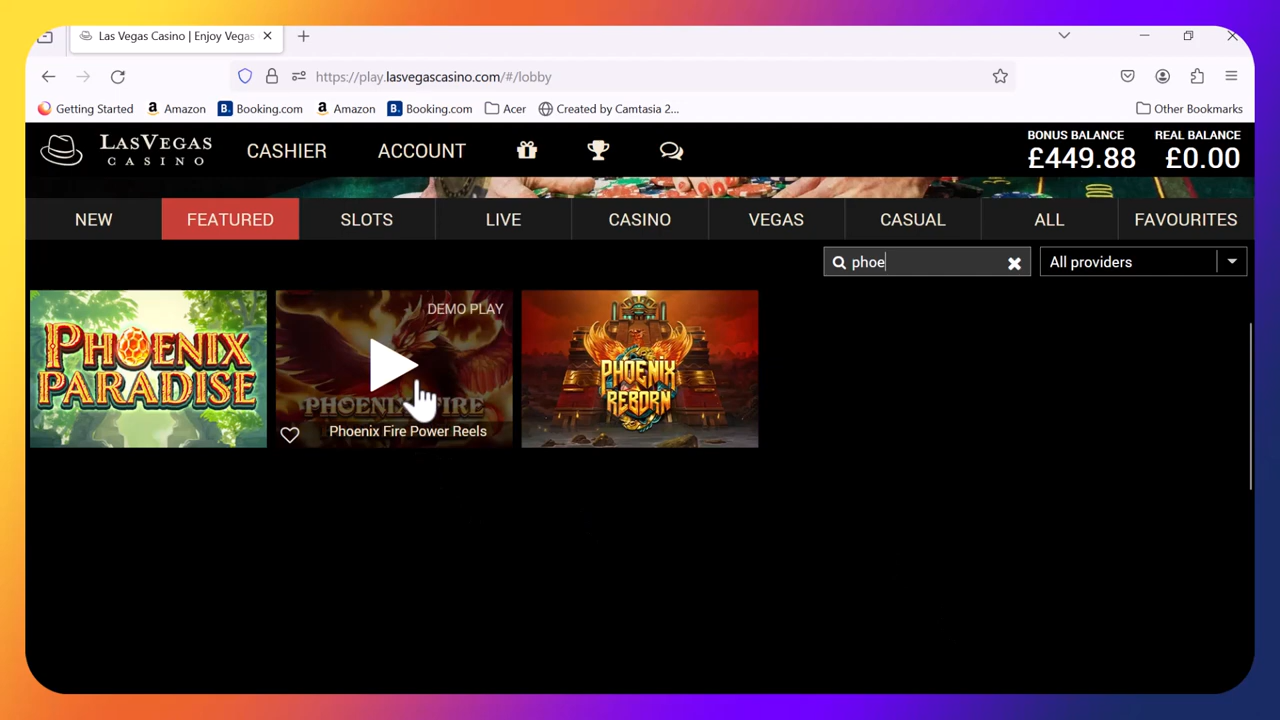 Las Vegas Casino | Enjoy Vegas
https://play.lasvegascasino.com/#/lobby
Getting Started
Amazon
B. Booking.com
Amazon
B. Booking.com
Acer
Created by Camtasia 2...
Other Bookmarks
LASVEGAS
CASINO
CASHIER
ACCOUNT
BONUS BALANCE
£449.88
REAL BALANCE
£0.00
NEW
FEATURED
SLOTS
LIVE
CASINO
VEGAS
CASUAL
ALL
FAVOURITES
phoe
All providers
PHOENIX
PARADISE
DEMO PLAY
PHOENIX FIRE
Phoenix Fire Power Reels
PHOENIX
REBORN